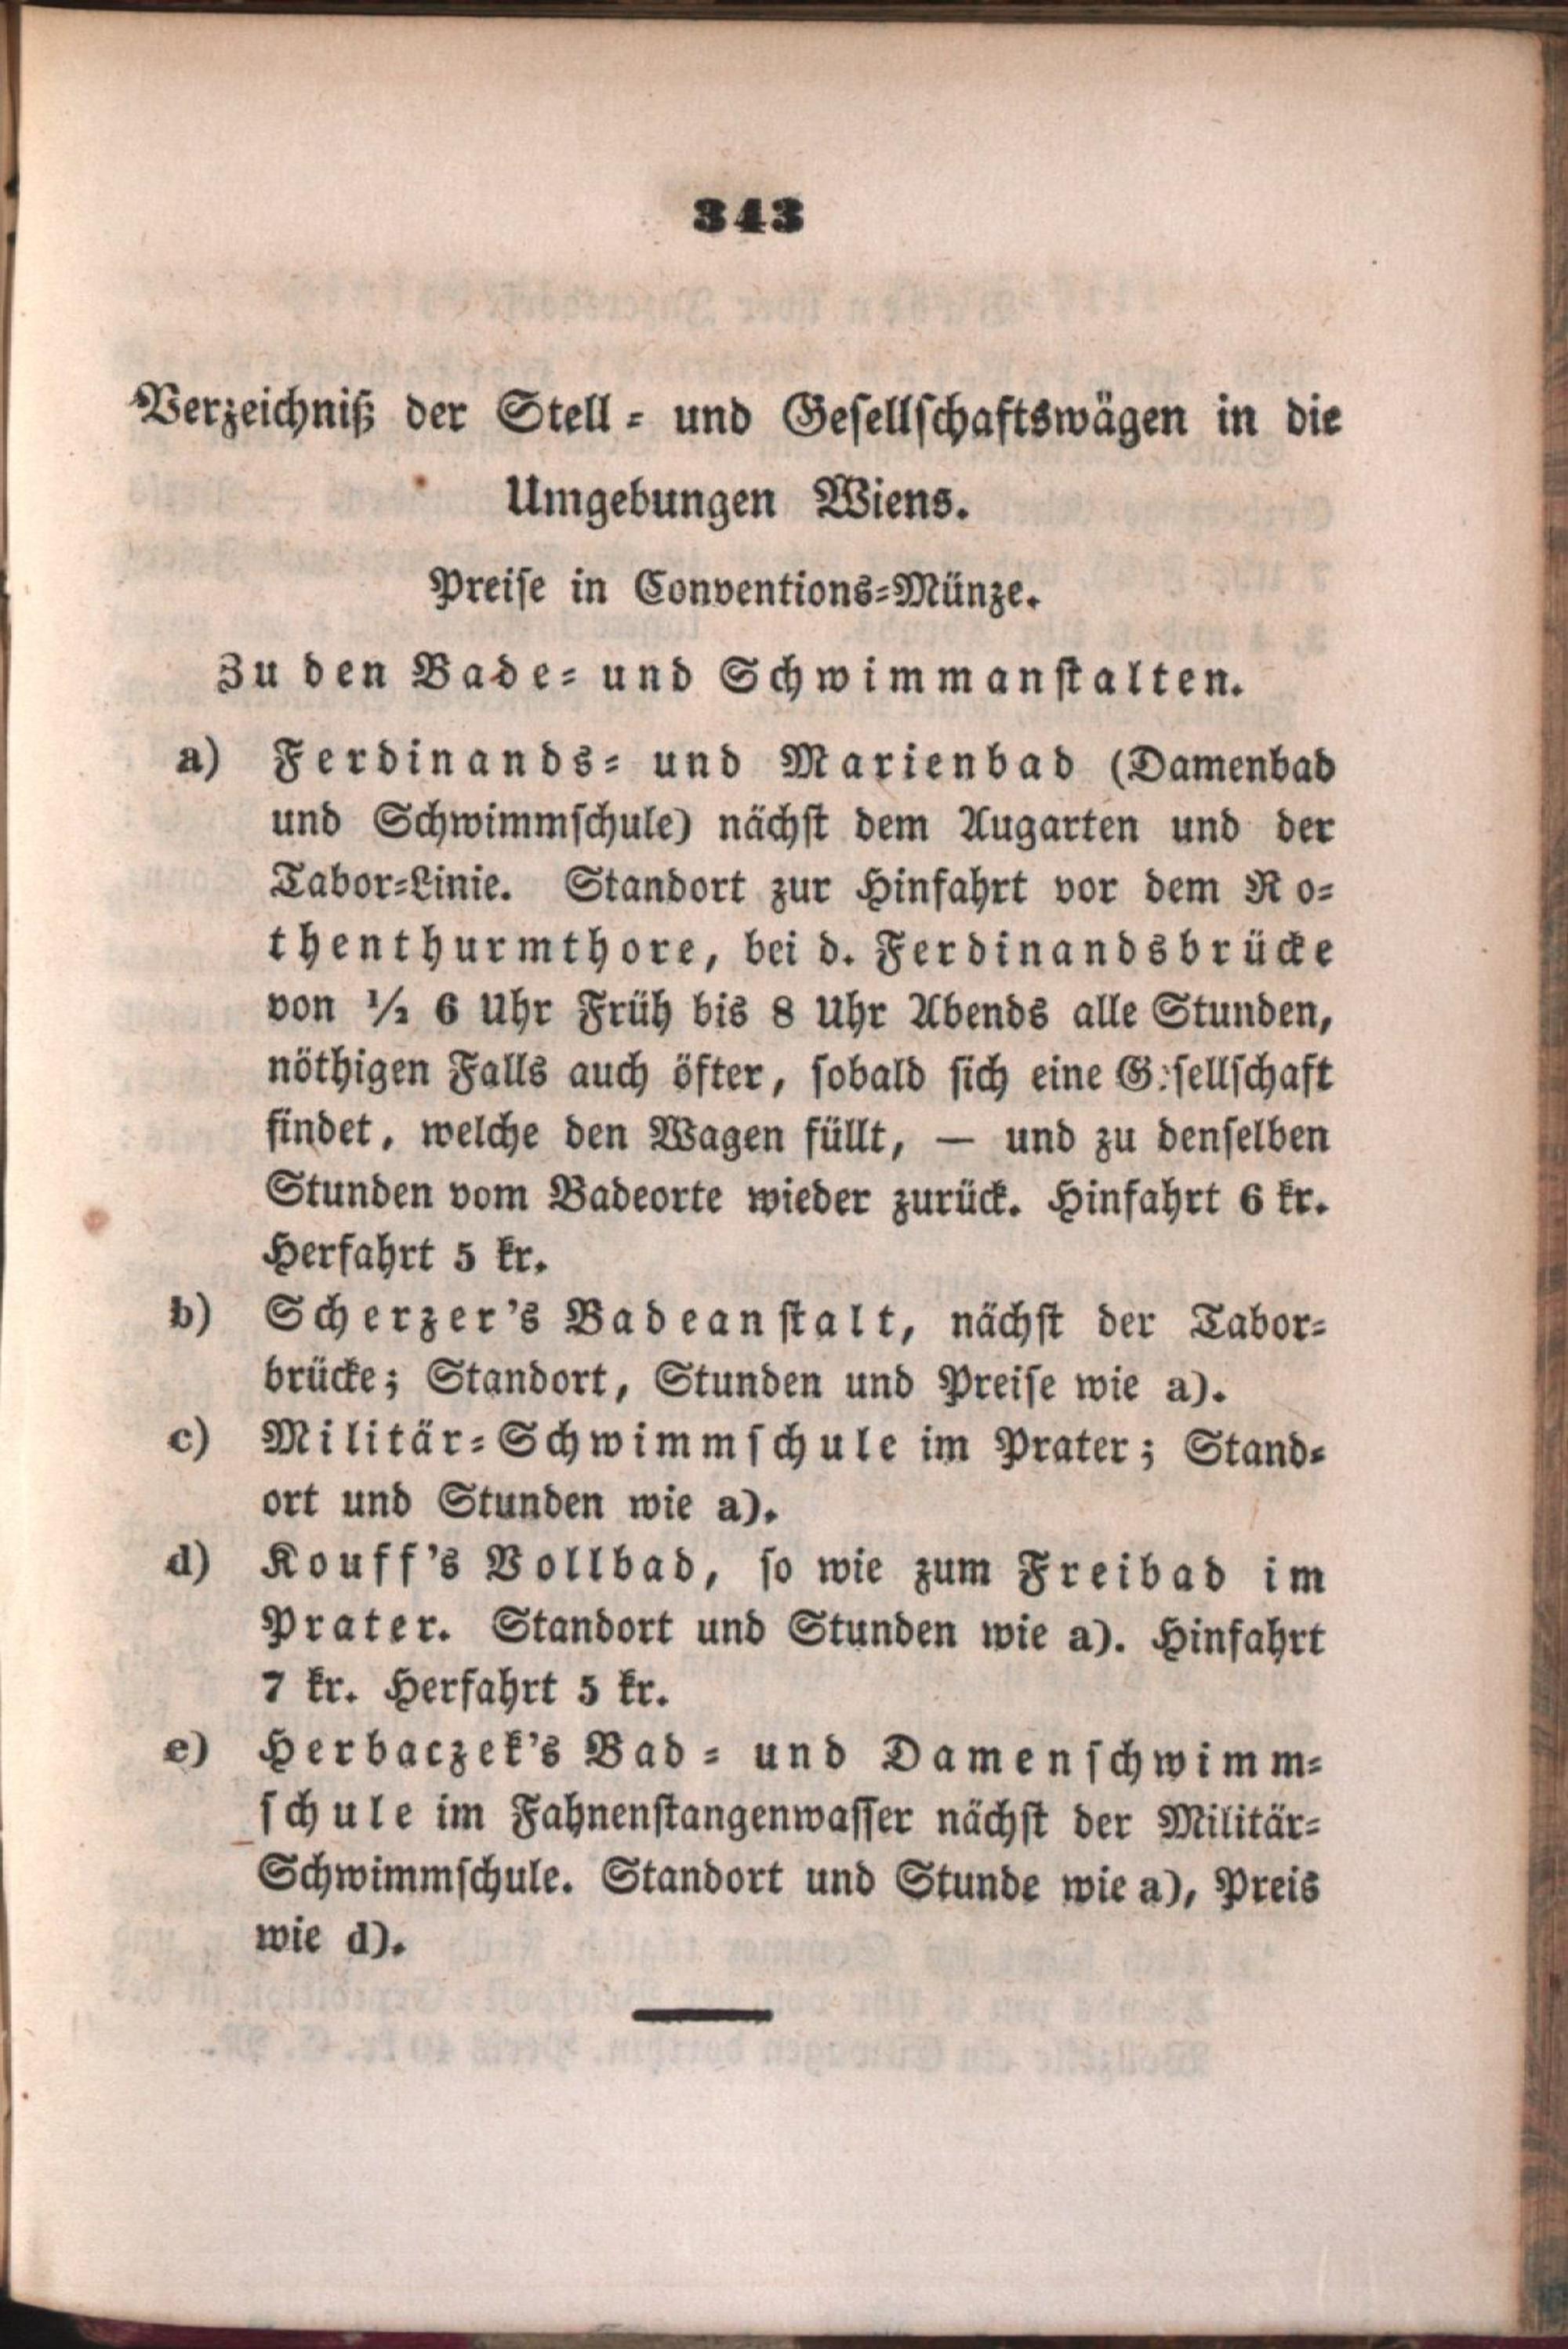 343
Verzeichniß der Stell- und Gesellschaftswägen in die
Umgebungen Wiens.
Preise in Conventions-Münze.
Zu den Bade- und Schwimmanstalten.
a) Ferdinands- und Marienbad (Damenbad
und Schwimmschule) nächst dem Augarten und der
Tabor-Linie. Standort zur Hinfahrt vor dem Ro-
thenthurmthore, bei d. Ferdinandsbrücke
von ½ 6 Uhr Früh bis 8 Uhr Abends alle Stunden,
nöthigen Falls auch öfter, sobald sich eine Gesellschaft
findet, welche den Wagen füllt, — und zu denselben
Stunden vom Badeorte wieder zurück. Hinfahrt 6 kr.
Herfahrt 5 kr.
b) Scherzer's Badeanstalt, nächst der Tabor-
brücke; Standort, Stunden und Preise wie a).
c) Militär-Schwimmschule im Prater; Stand-
ort und Stunden wie a).
d) Kouff's Vollbad, so wie zum Freibad im
Prater. Standort und Stunden wie a). Hinfahrt
7 kr. Herfahrt 5 kr.
e) Herbaczek's Bad- und Damenschwimm-
schule im Fahnenstangenwasser nächst der Militär-
Schwimmschule. Standort und Stunde wie a), Preis
wie d).